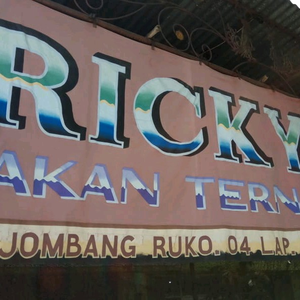 RICKY
AKAN TERN
JOMBANG RUKO. 04 LAP.